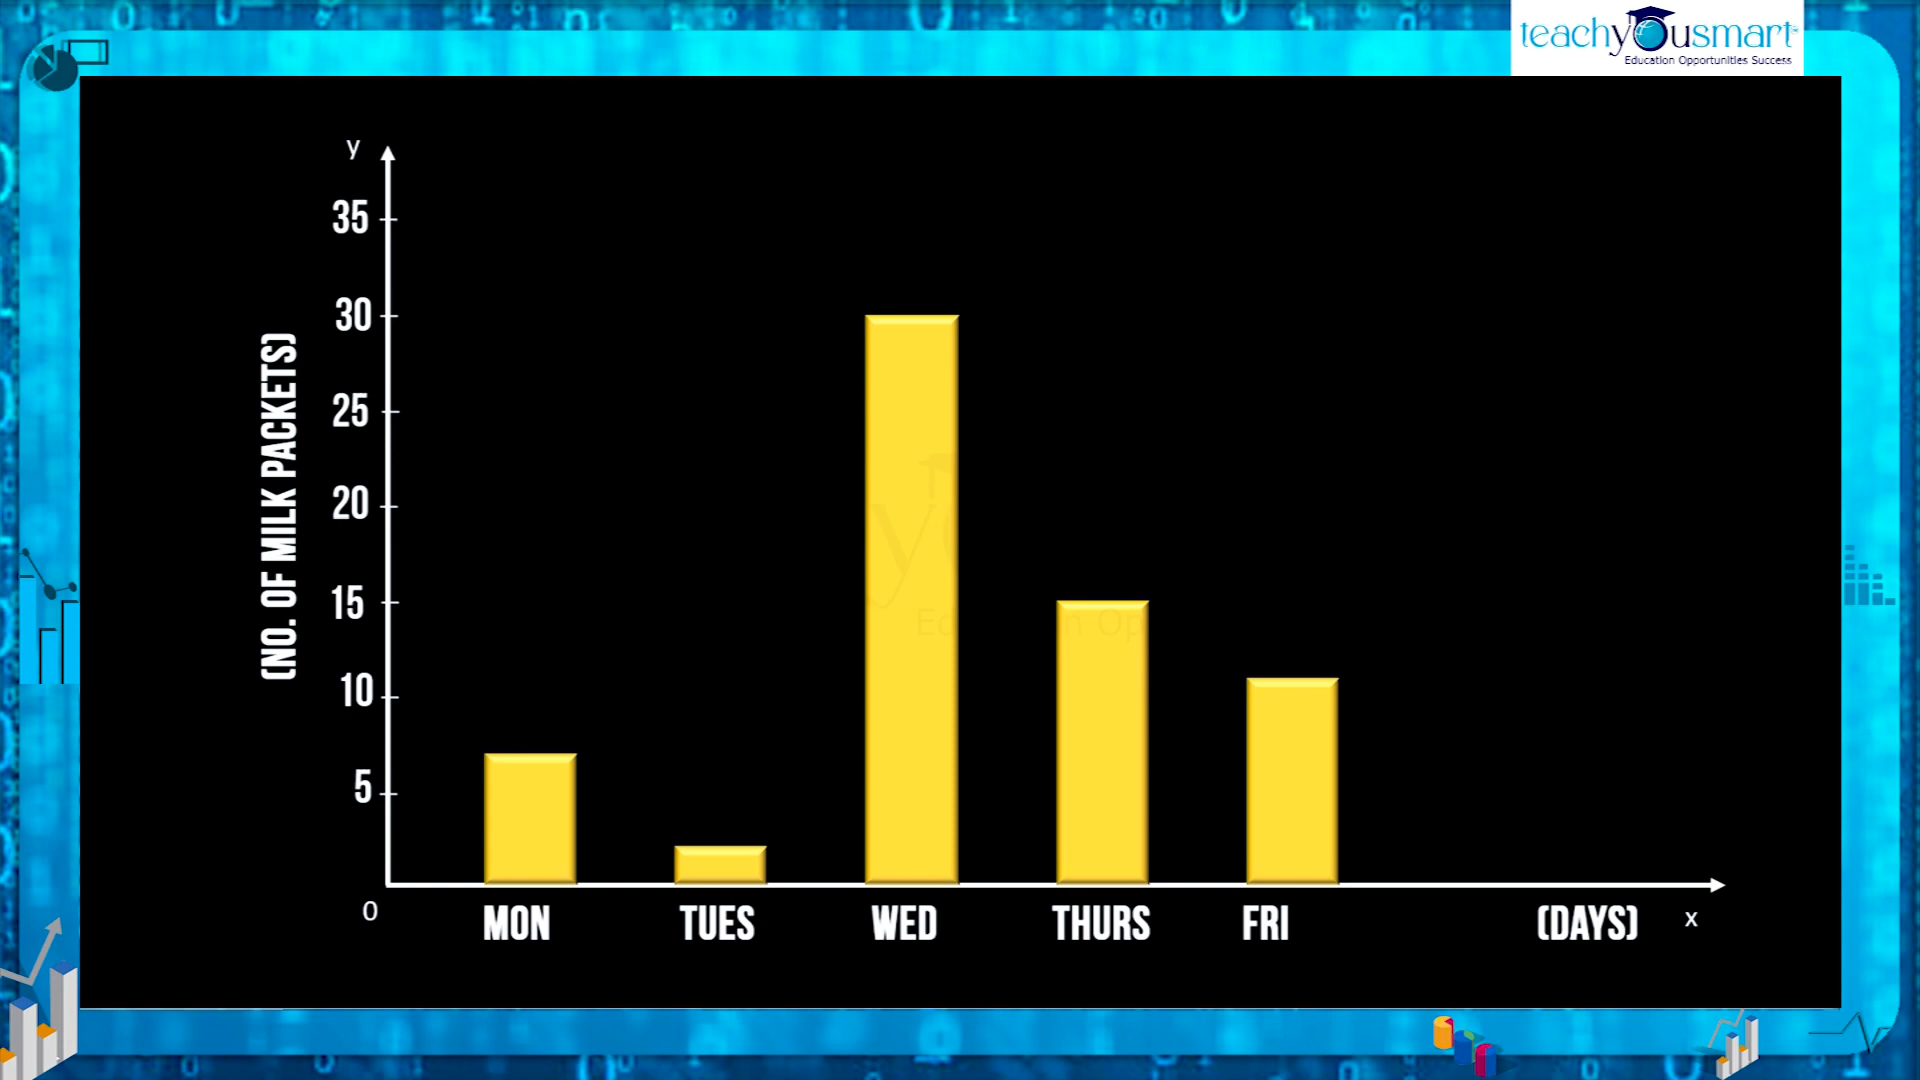 teachyousmart
Education Opportunities Success
y
35
30
25
20
15
10
5
0
(NO. OF MILK PACKETS)
MON TUES WED THURS FRI (DAYS) x